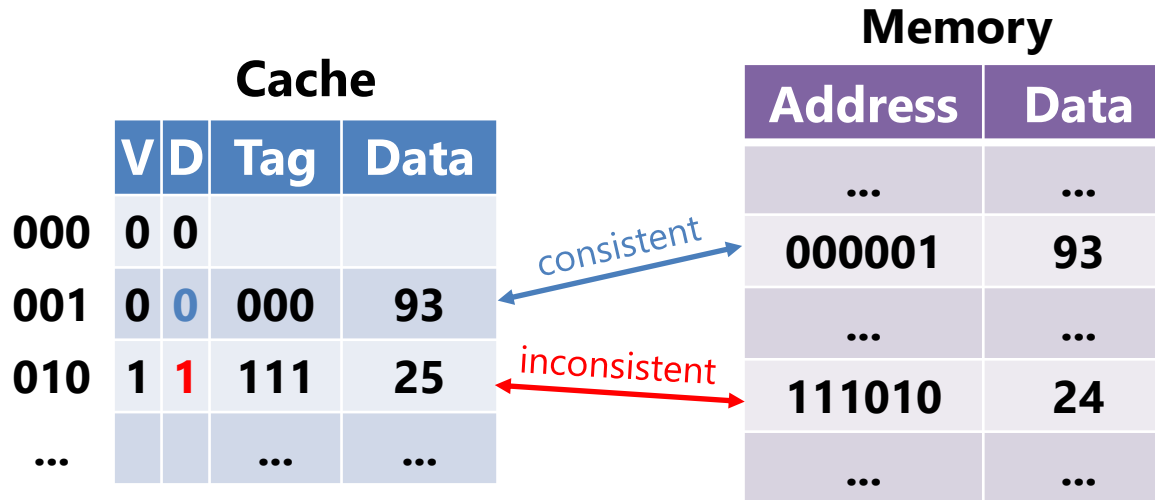 Cache
V D Tag Data
000 0 0
001 0 0 000 93
010 1 1 111 25
... ... ...
consistent
inconsistent
Memory
Address Data
... ...
000001 93
... ...
111010 24
... ...